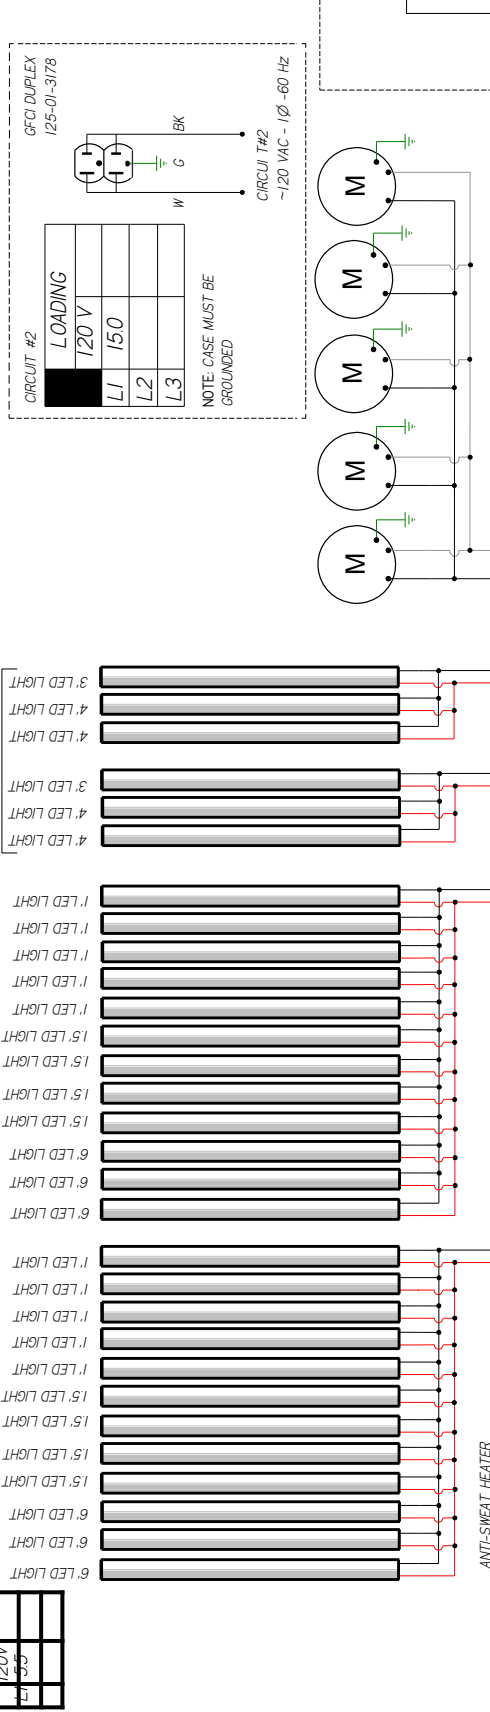 GFCI DUPLEX
125-01-3178
BK
G
W
CIRCUI T#2
~120 VAC - 1Ø -60 Hz
CIRCUIT #2
LOADING
120 V
L1 15.0
L2
L3
NOTE: CASE MUST BE
GROUNDED
M
M
M
M
M
3' LED LIGHT
4' LED LIGHT
4' LED LIGHT
3' LED LIGHT
4' LED LIGHT
4' LED LIGHT
1' LED LIGHT
1' LED LIGHT
1' LED LIGHT
1' LED LIGHT
1' LED LIGHT
1.5' LED LIGHT
1.5' LED LIGHT
1.5' LED LIGHT
1.5' LED LIGHT
6' LED LIGHT
6' LED LIGHT
6' LED LIGHT
1' LED LIGHT
1' LED LIGHT
1' LED LIGHT
1' LED LIGHT
1' LED LIGHT
1.5' LED LIGHT
1.5' LED LIGHT
1.5' LED LIGHT
1.5' LED LIGHT
6' LED LIGHT
6' LED LIGHT
6' LED LIGHT
ANTI-SWEAT HEATER
120V
L1 5.5